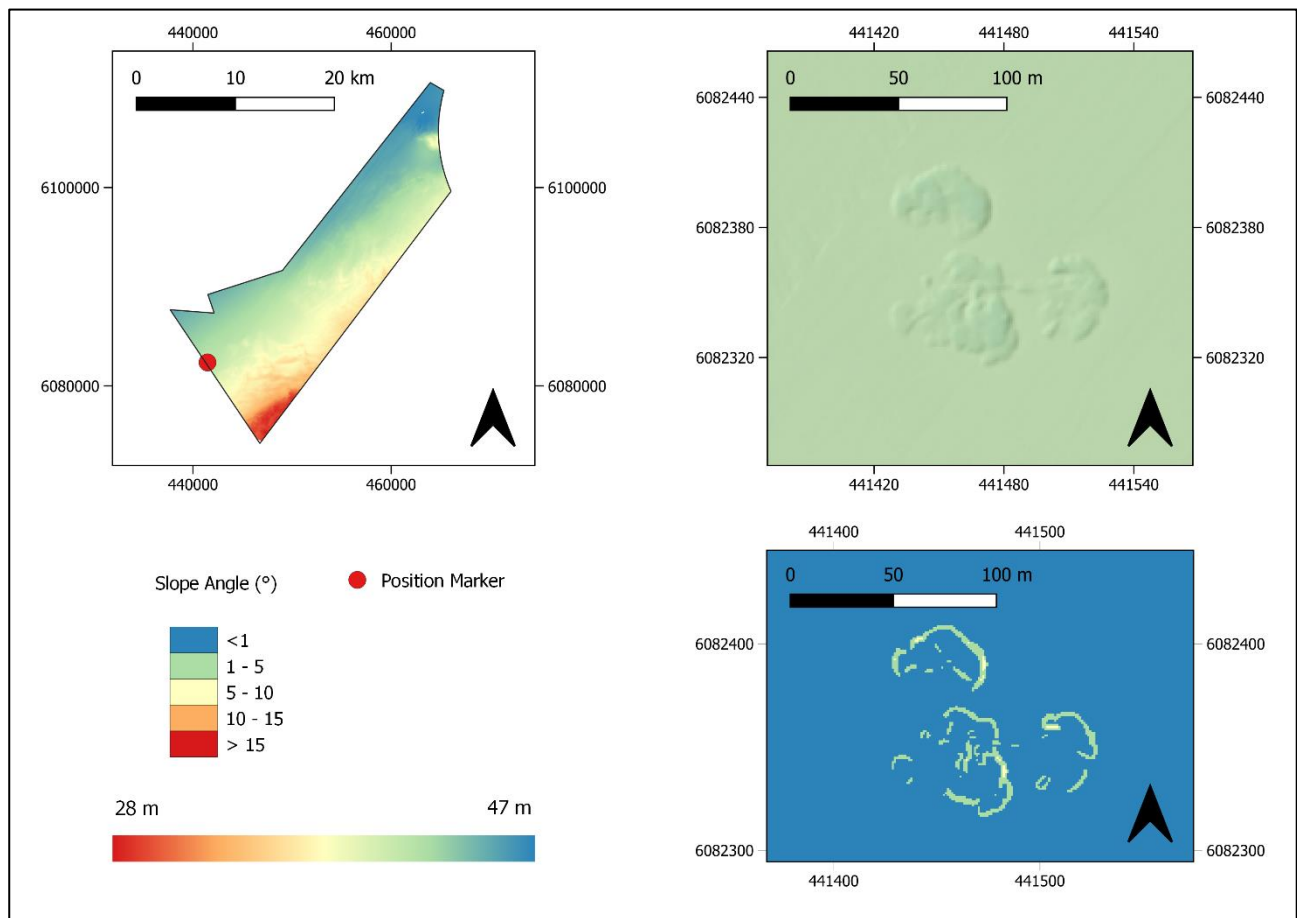 440000 460000
0 10 20 km
6100000 6100000
6080000 6080000
440000 460000
441420 441480 441540
0 50 100 m
6082440 6082440
6082380 6082380
6082320 6082320
441420 441480 441540
Slope Angle (°)
Position Marker
<1
1 - 5
5 - 10
10 - 15
> 15
28 m 47 m
441400 441500
0 50 100 m
6082400 6082400
6082300 6082300
441400 441500